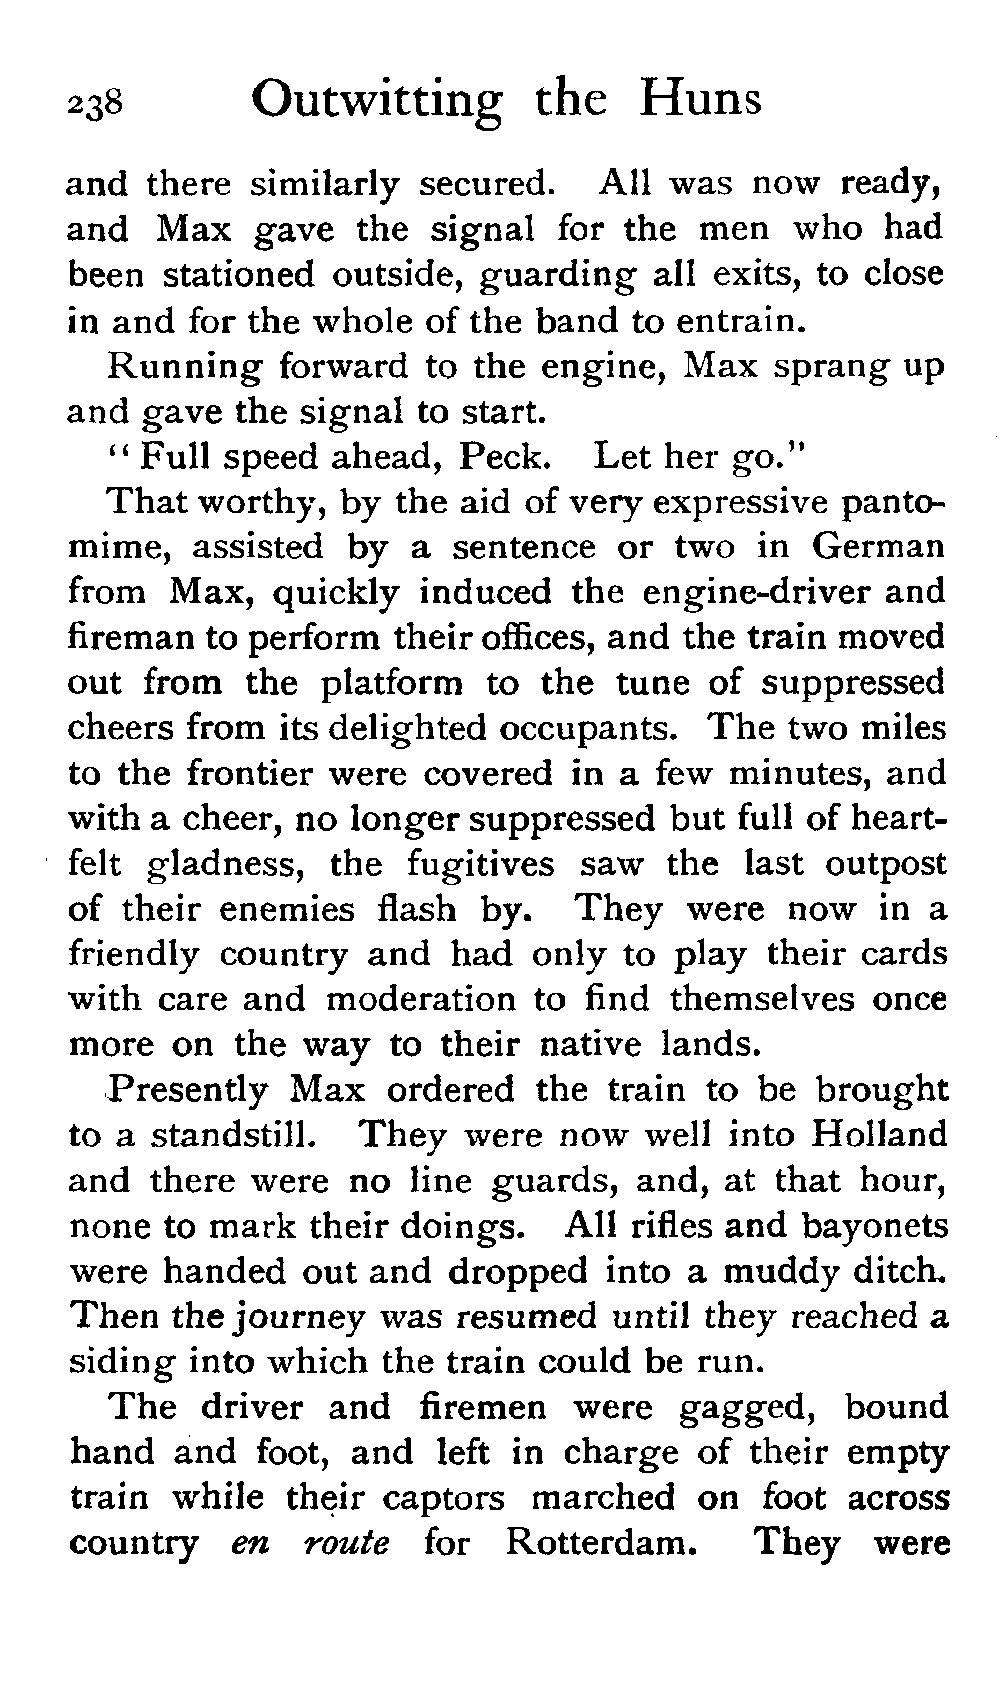 238 Outwitting the Huns
and there similarly secured. All was now ready,
and Max gave the signal for the men who had
been stationed outside, guarding all exits, to close
in and for the whole of the band to entrain.
Running forward to the engine, Max sprang up
and gave the signal to start.
“Full speed ahead, Peck. Let her go.”
That worthy, by the aid of very expressive panto-
mime, assisted by a sentence or two in German
from Max, quickly induced the engine-driver and
fireman to perform their offices, and the train moved
out from the platform to the tune of suppressed
cheers from its delighted occupants. The two miles
to the frontier were covered in a few minutes, and
with a cheer, no longer suppressed but full of heart-
felt gladness, the fugitives saw the last outpost
of their enemies flash by. They were now in a
friendly country and had only to play their cards
with care and moderation to find themselves once
more on the way to their native lands.
Presently Max ordered the train to be brought
to a standstill. They were now well into Holland
and there were no line guards, and, at that hour,
none to mark their doings. All rifles and bayonets
were handed out and dropped into a muddy ditch.
Then the journey was resumed until they reached a
siding into which the train could be run.
The driver and firemen were gagged, bound
hand and foot, and left in charge of their empty
train while their captors marched on foot across
country en route for Rotterdam. They were